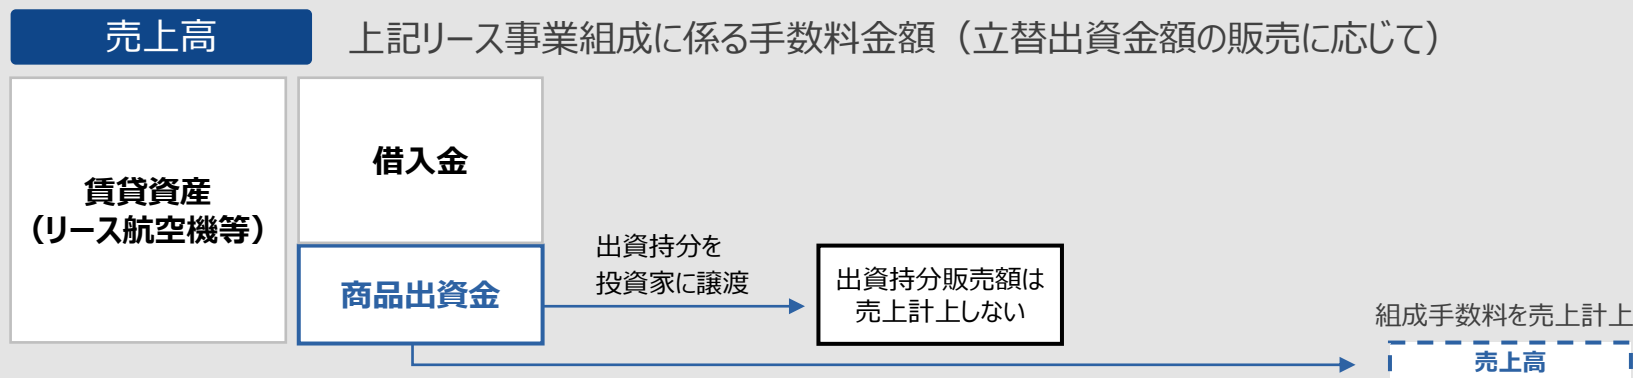 売上高
上記リース事業組成に係る手数料金額（立替出資金額の販売に応じて）
賃貸資産
（リース航空機等）
借入金
商品出資金
出資持分を
投資家に譲渡
出資持分販売額は
売上計上しない
組成手数料を売上計上
売上高